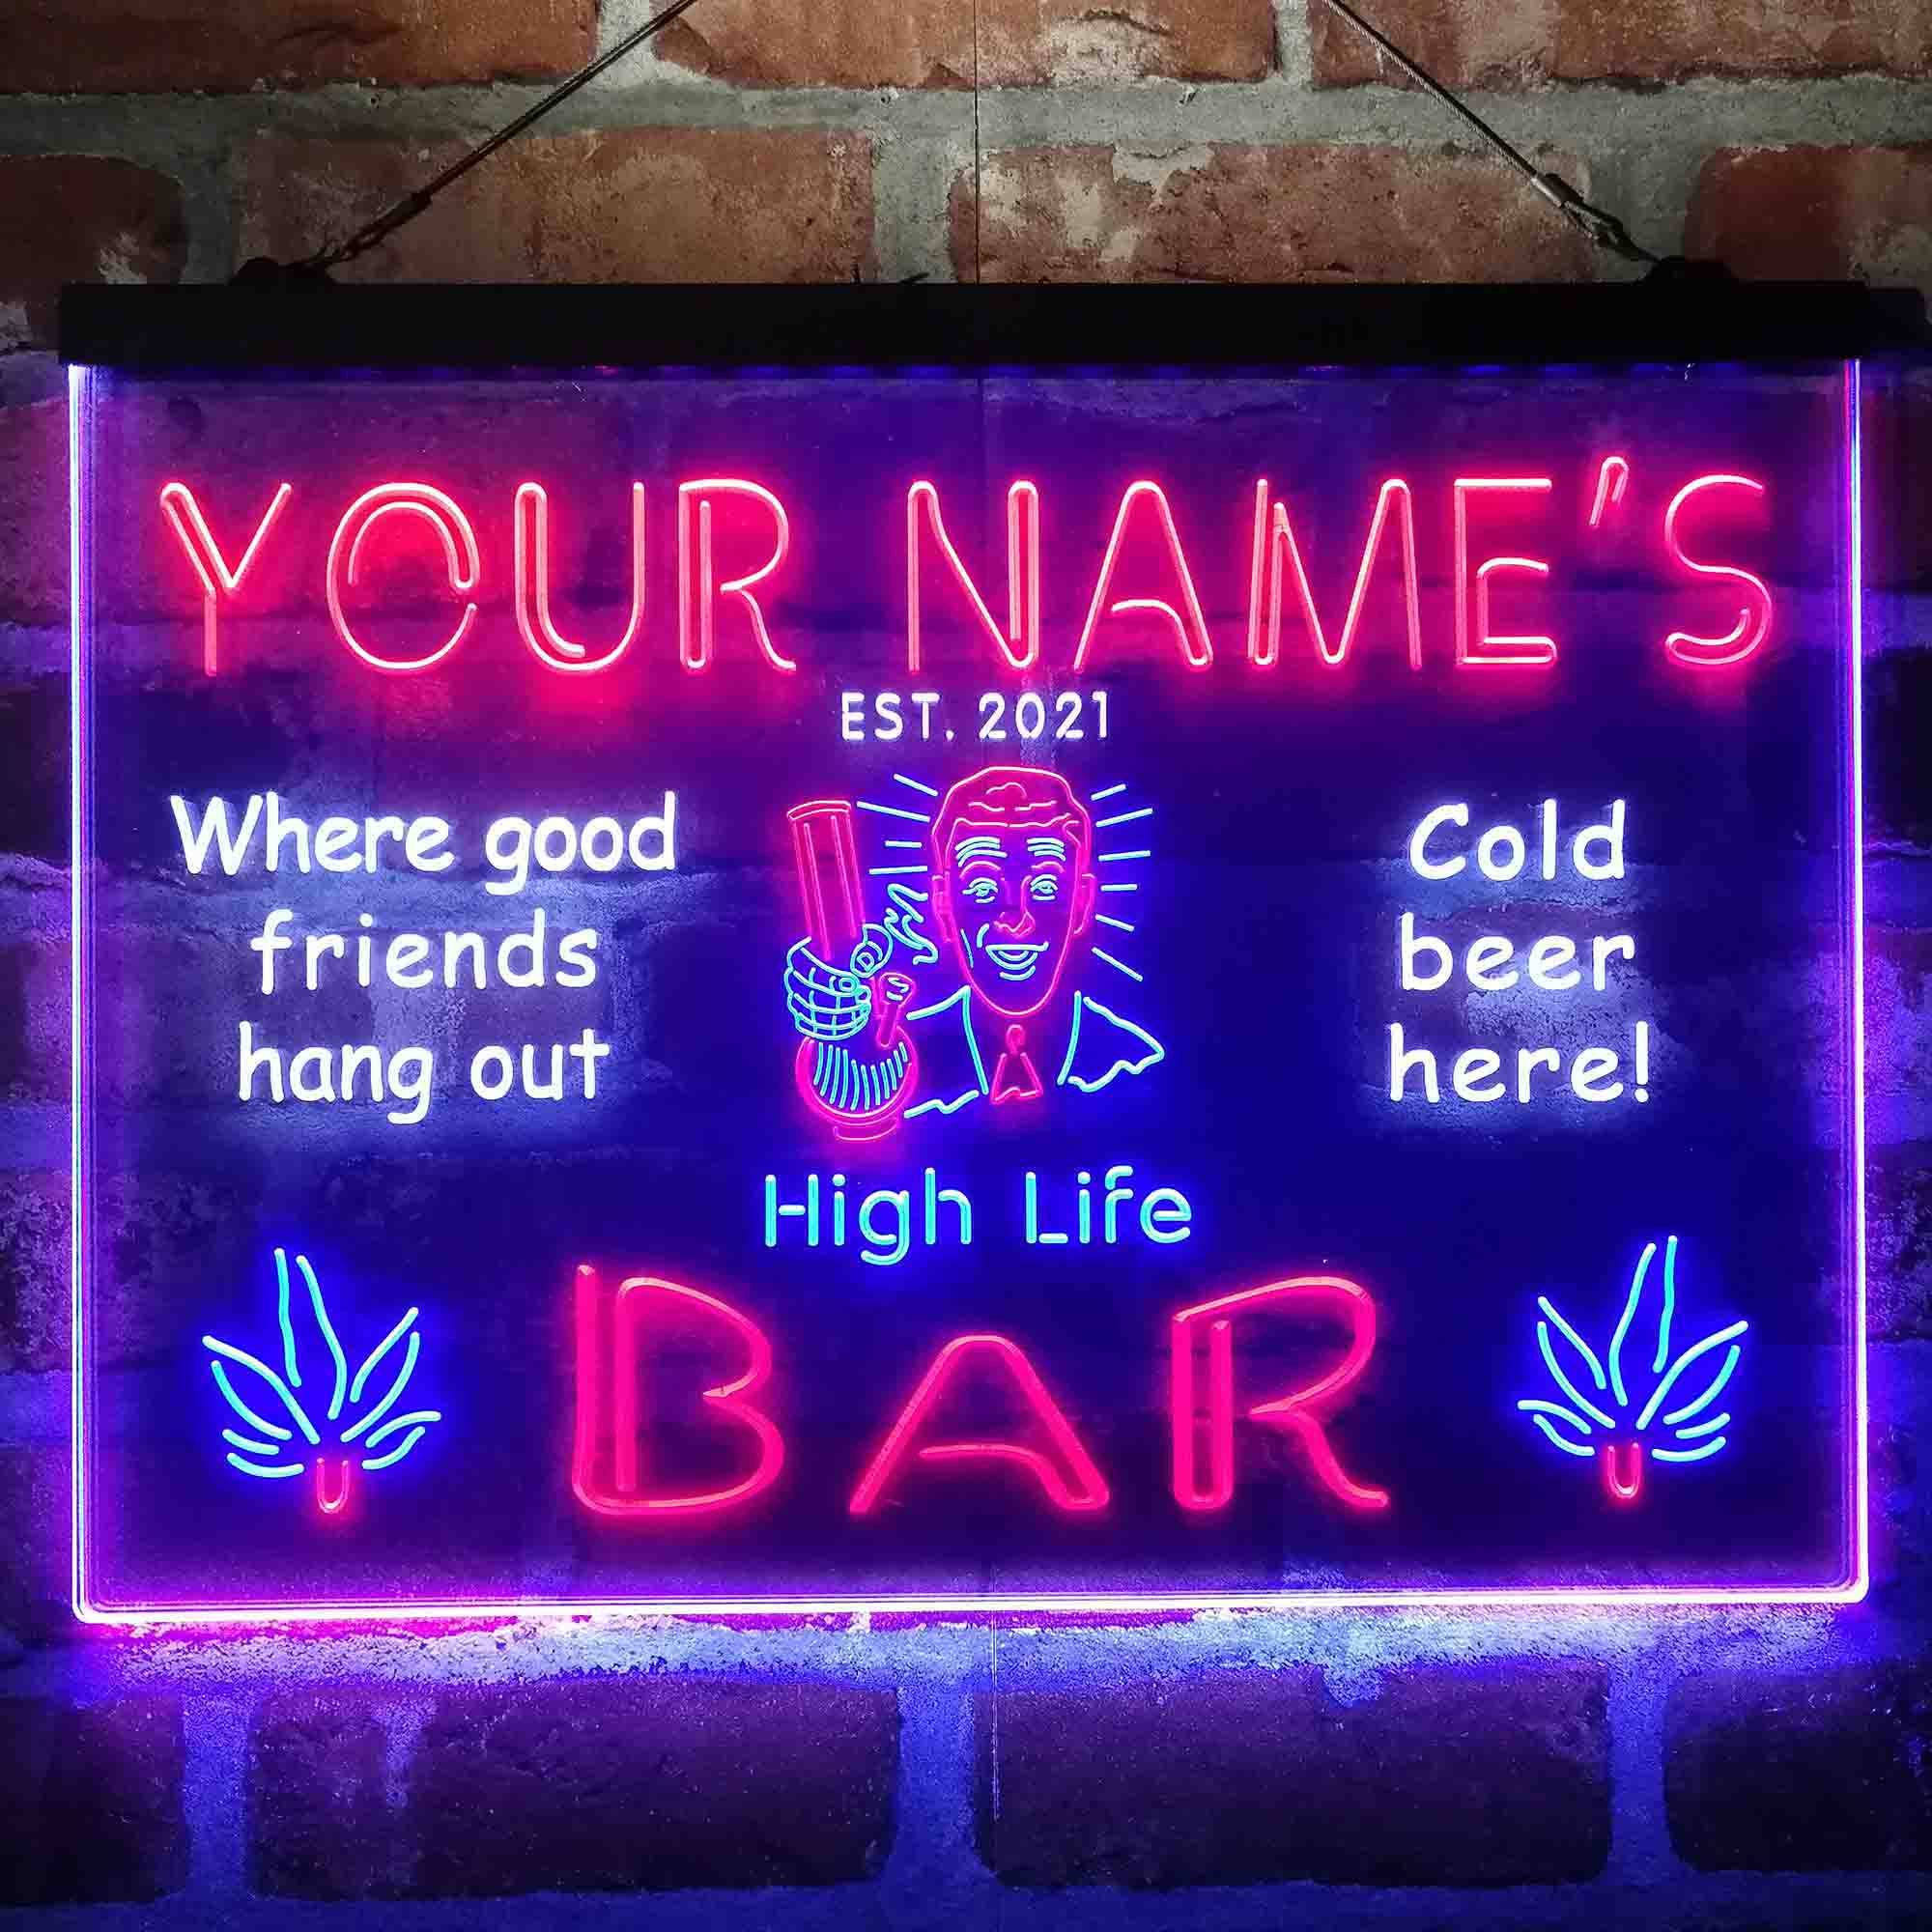 YOUR NAME'S
EST. 2021
Where good
friends
hang out
Cold
beer
here!
High Life
BAR